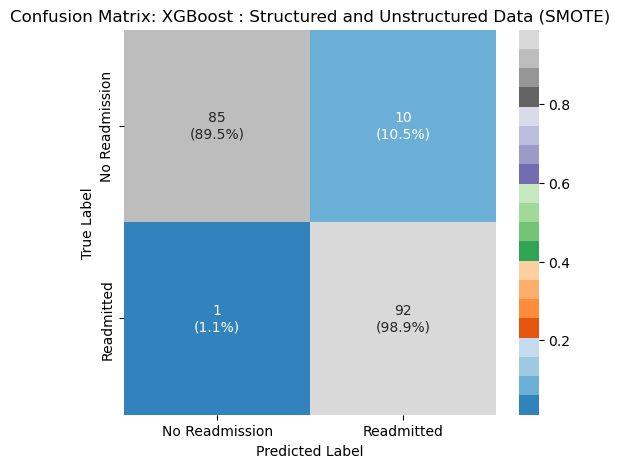 Confusion Matrix: XGBoost : Structured and Unstructured Data (SMOTE)
True Label
No Readmission
Readmitted
85
(89.5%)
10
(10.5%)
1
(1.1%)
92
(98.9%)
No Readmission
Readmitted
Predicted Label
0.8
0.6
0.4
0.2